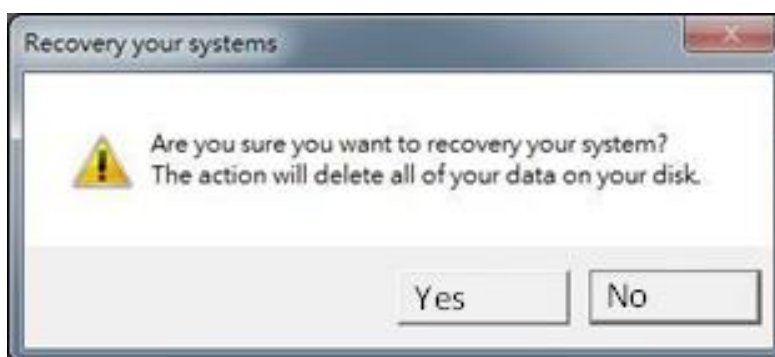 Recovery your systems
Are you sure you want to recovery your system?
The action will delete all of your data on your disk.
Yes
No